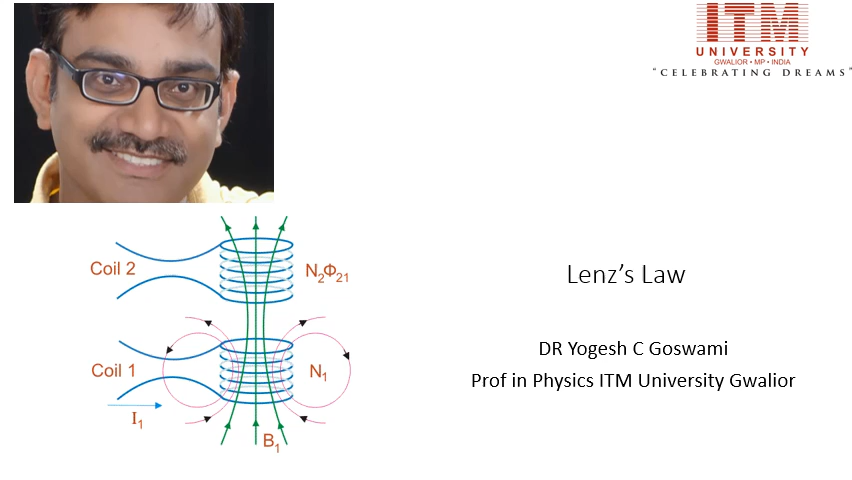 ITM
UNIVERSITY
GWALIOR • MP • INDIA
"CELEBRATING DREAMS"
Coil 2
N₂Φ₂₁
Coil 1
N₁
I₁
B₁
Lenz’s Law
DR Yogesh C Goswami
Prof in Physics ITM University Gwalior